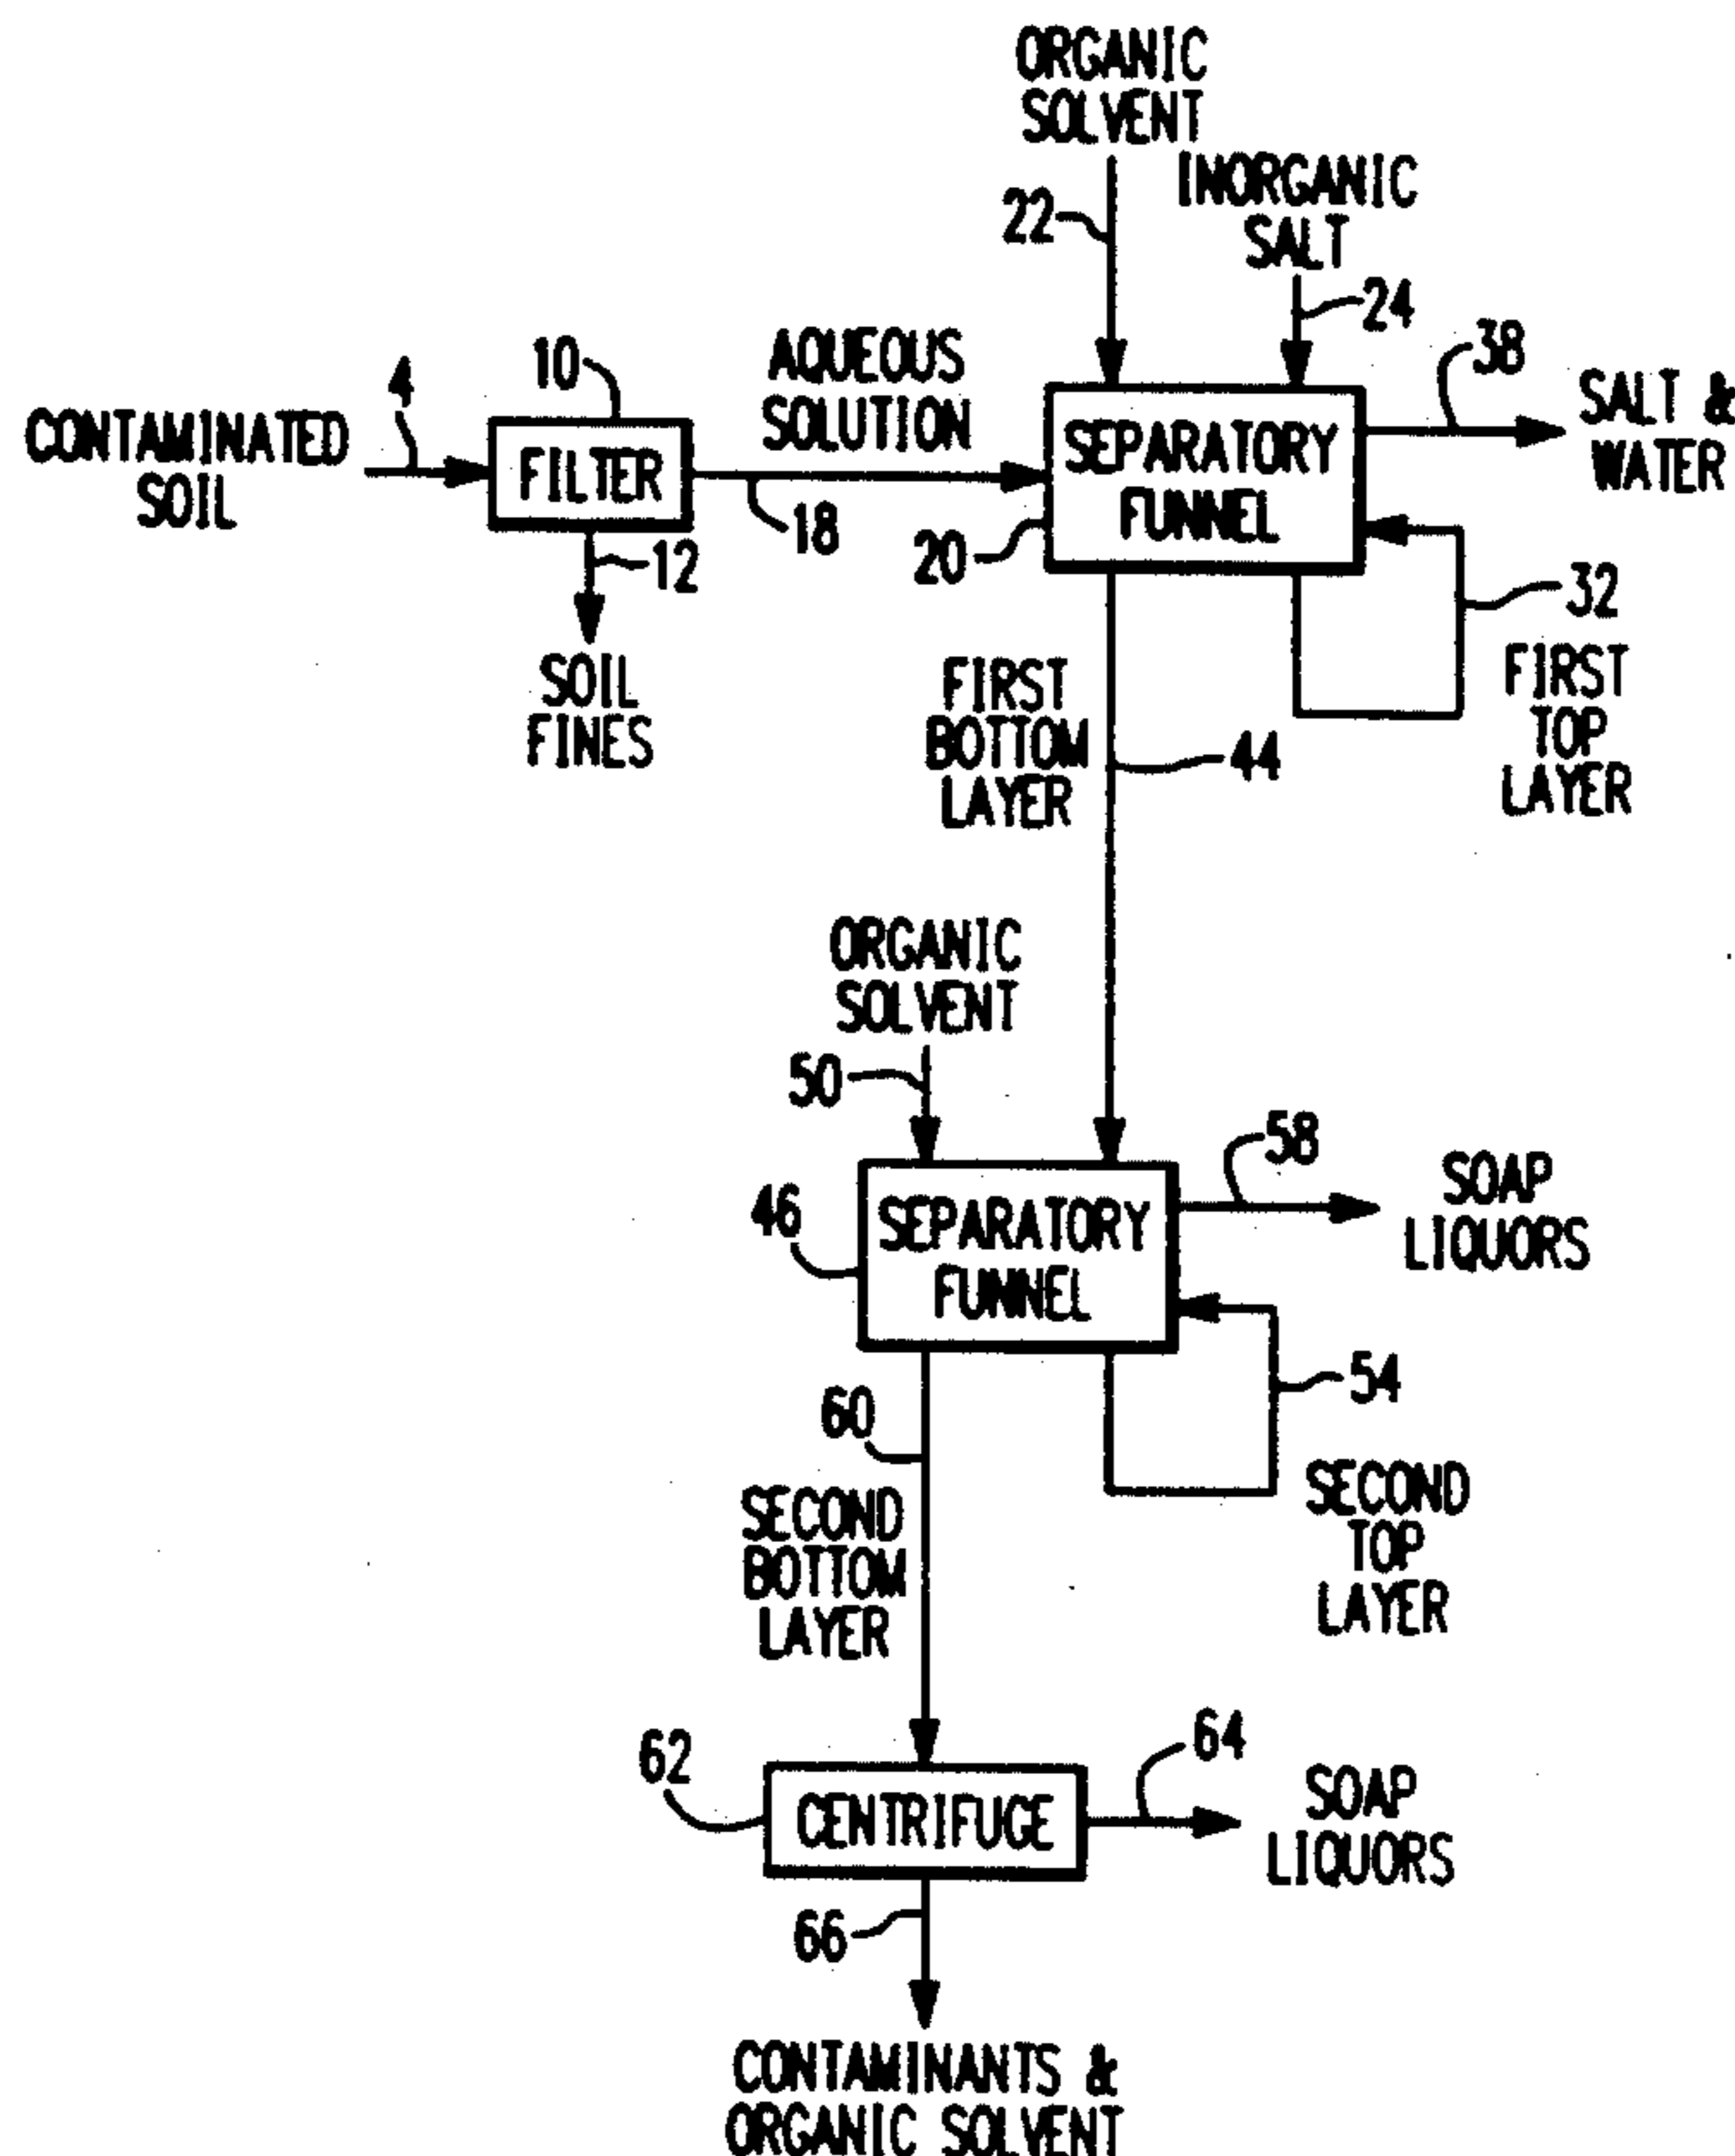 ORGANIC
SOLVENT
22
INORGANIC
SALT
24
38
SALT &
WATER
4
CONTAMINATED
SOIL
10
FILTER
12
SOIL
FINES
AQUEOUS
SOLUTION
18
20
SEPARATORY
FUNNEL
32
FIRST
TOP
LAYER
FIRST
BOTTOM
LAYER
44
ORGANIC
SOLVENT
50
46
SEPARATORY
FUNNEL
58
SOAP
LIQUORS
54
SECOND
TOP
LAYER
60
SECOND
BOTTOM
LAYER
62
CENTRIFUGE
64
SOAP
LIQUORS
66
CONTAMINANTS &
ORGANIC SOLVENT